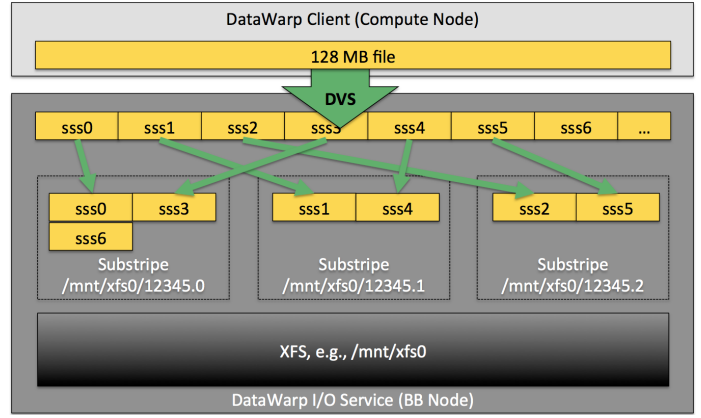 DataWarp Client (Compute Node)
128 MB file
DVS
sss0 sss1 sss2 sss3 sss4 sss5 sss6 ...
sss0 sss3 sss1 sss4 sss2 sss5
sss6
Substripe Substripe Substripe
/mnt/xfs0/12345.0 /mnt/xfs0/12345.1 /mnt/xfs0/12345.2
XFS, e.g., /mnt/xfs0
DataWarp I/O Service (BB Node)